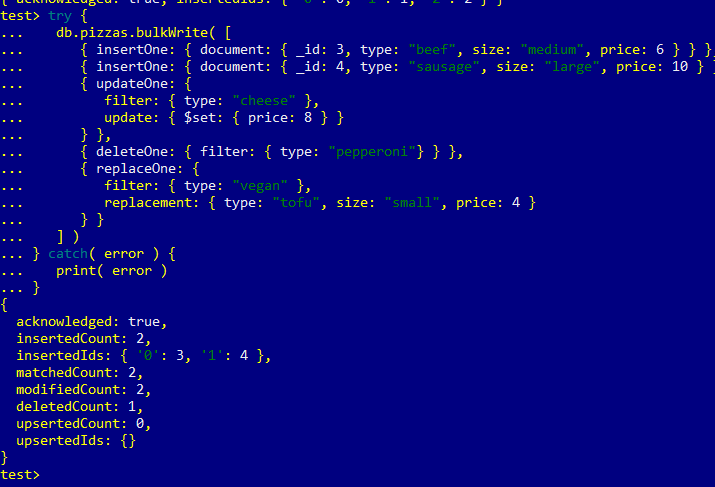 { acknowledged: true, insertedIds: { '0': 0, '1': 1, '2': 2 } }
test> try {
...    db.pizzas.bulkWrite( [
...       { insertOne: { document: { _id: 3, type: "beef", size: "medium", price: 6 } } },
...       { insertOne: { document: { _id: 4, type: "sausage", size: "large", price: 10 } }
...       { updateOne: {
...          filter: { type: "cheese" },
...          update: { $set: { price: 8 } }
...       } },
...       { deleteOne: { filter: { type: "pepperoni"} } },
...       { replaceOne: {
...          filter: { type: "vegan" },
...          replacement: { type: "tofu", size: "small", price: 4 }
...       } }
...    ] )
... } catch( error ) {
...    print( error )
... }
{
  acknowledged: true,
  insertedCount: 2,
  insertedIds: { '0': 3, '1': 4 },
  matchedCount: 2,
  modifiedCount: 2,
  deletedCount: 1,
  upsertedCount: 0,
  upsertedIds: {}
}
test>